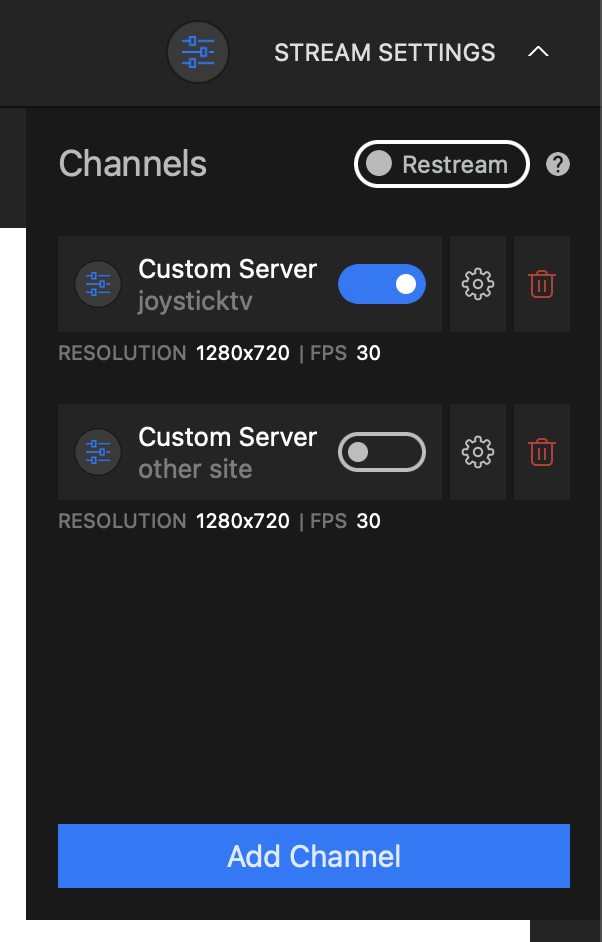 STREAM SETTINGS
Channels
Restream
?
Custom Server
joysticktv
RESOLUTION 1280x720 | FPS 30
Custom Server
other site
RESOLUTION 1280x720 | FPS 30
Add Channel